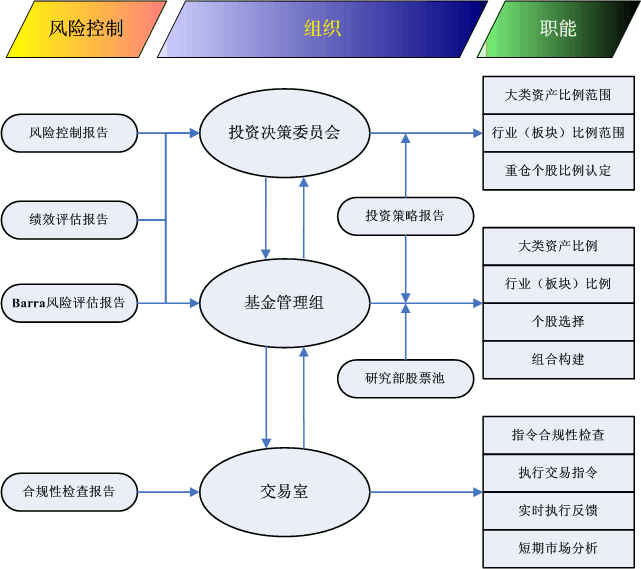 风险控制
组织
职能
风险控制报告
投资决策委员会
大类资产比例范围
行业（板块）比例范围
重仓个股比例认定
绩效评估报告
投资策略报告
Barra风险评估报告
基金管理组
大类资产比例
行业（板块）比例
个股选择
组合构建
研究部股票池
合规性检查报告
交易室
指令合规性检查
执行交易指令
实时执行反馈
短期市场分析